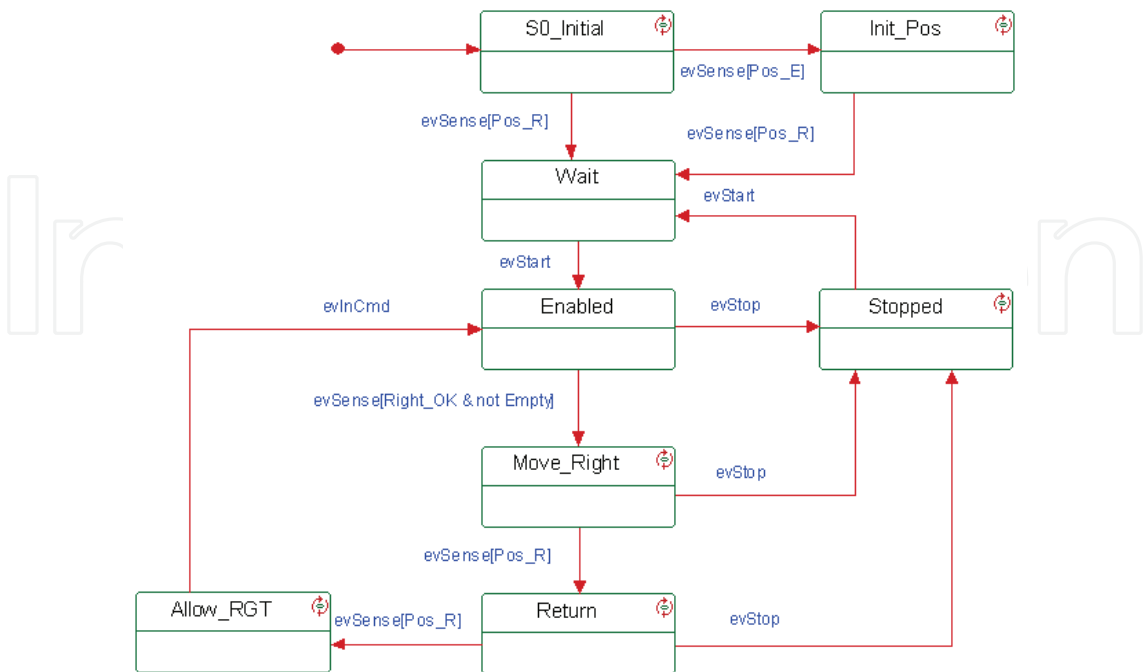 S0_Initial
Init_Pos
evSense[Pos_E]
evSense[Pos_R]
evSense[Pos_R]
Wait
evStart
evStart
Enabled
Stopped
evInCmd
evStop
evSense[Right_OK & not Empty]
Move_Right
evStop
evSense[Pos_R]
Allow_RGT
Return
evSense[Pos_R]
evStop